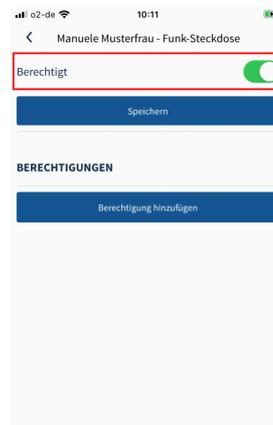 o2-de 10:11
Manuele Musterfrau - Funk-Steckdose
Berechtigt
Speichern
BERECHTIGUNGEN
Berechtigung hinzufügen